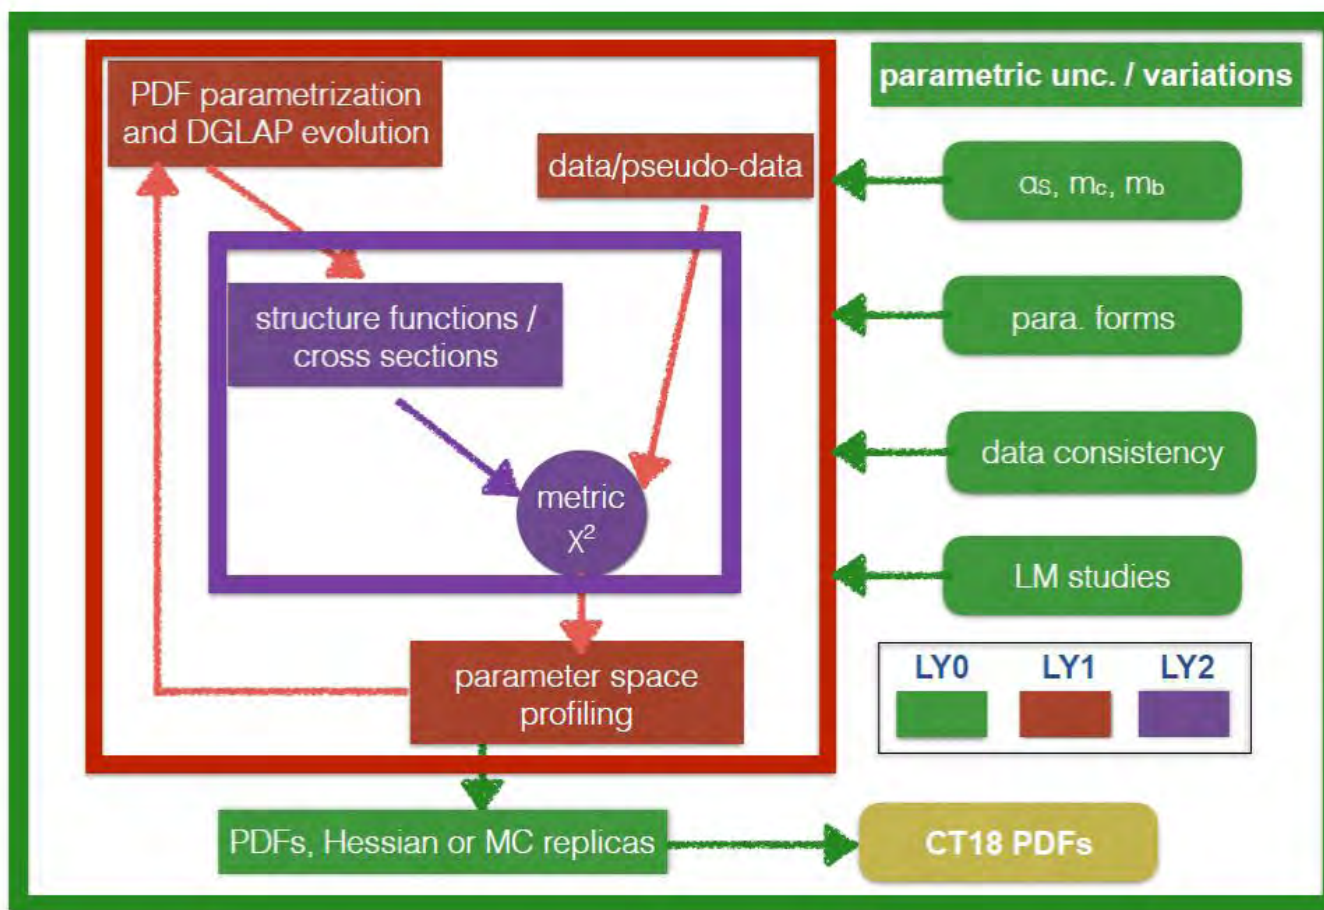 PDF parametrization
and DGLAP evolution
data/pseudo-data
structure functions /
cross sections
metric
χ²
parameter space
profiling
PDFs, Hessian or MC replicas
CT18 PDFs
parametric unc. / variations
αs, mc, mb
para. forms
data consistency
LM studies
LY0 LY1 LY2